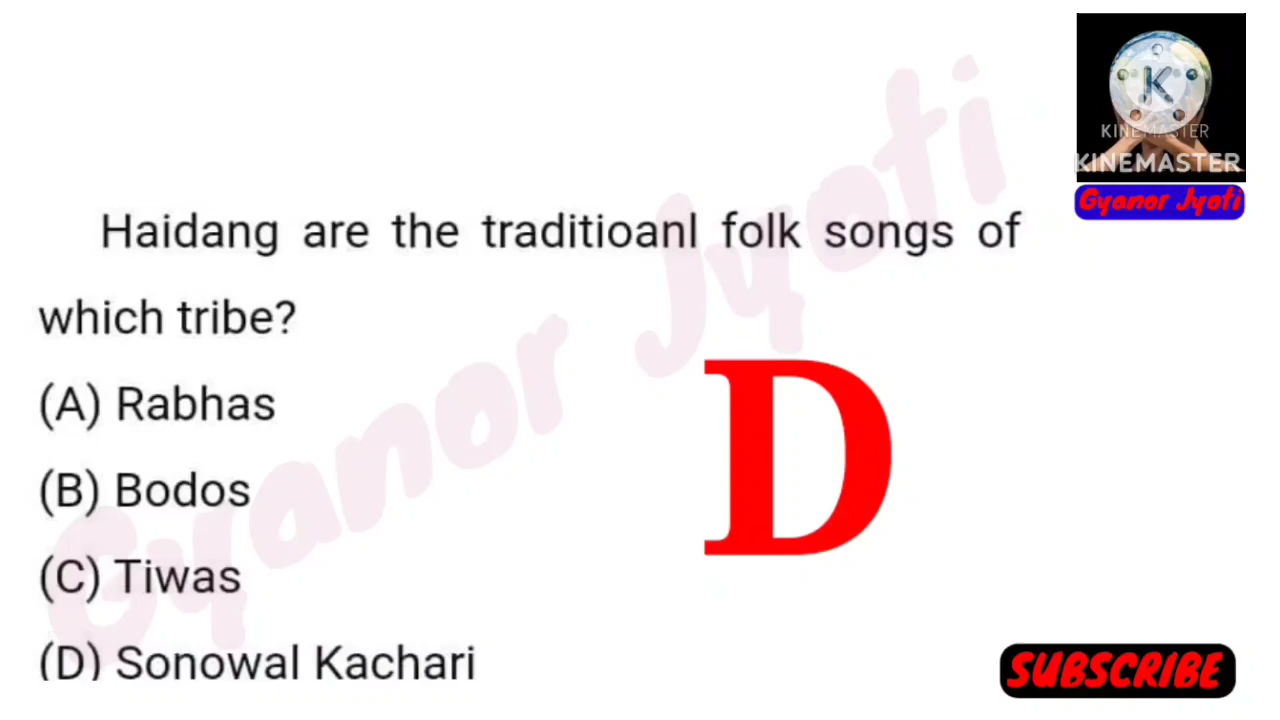 KINEMASTER
KINEMASTER
Gyanor Jyoti
Haidang are the traditioanl folk songs of
which tribe?
(A) Rabhas
(B) Bodos
(C) Tiwas
(D) Sonowal Kachari
D
Gyanor Jyoti
SUBSCRIBE